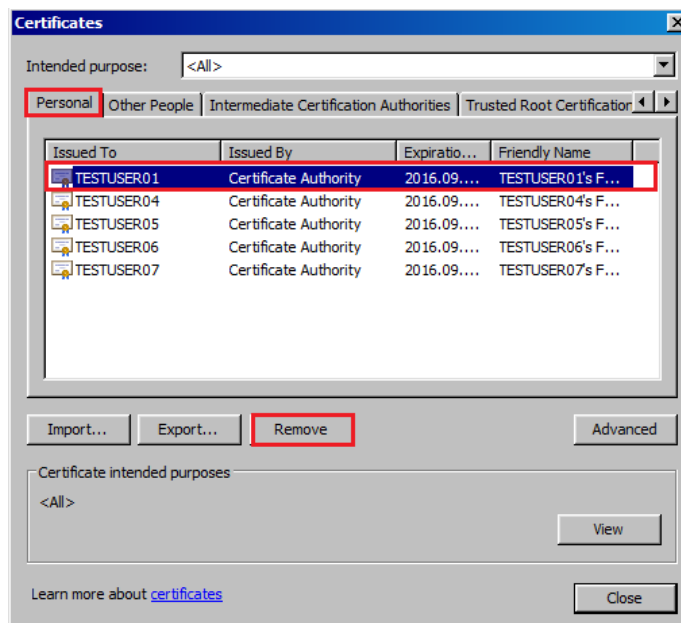 Certificates
Intended purpose: <All>
Personal Other People Intermediate Certification Authorities Trusted Root Certification
Issued To Issued By Expiratio... Friendly Name
TESTUSER01 Certificate Authority 2016.09.... TESTUSER01's F...
TESTUSER04 Certificate Authority 2016.09.... TESTUSER04's F...
TESTUSER05 Certificate Authority 2016.09.... TESTUSER05's F...
TESTUSER06 Certificate Authority 2016.09.... TESTUSER06's F...
TESTUSER07 Certificate Authority 2016.09.... TESTUSER07's F...
Import... Export... Remove Advanced
Certificate intended purposes
<All>
View
Learn more about certificates
Close